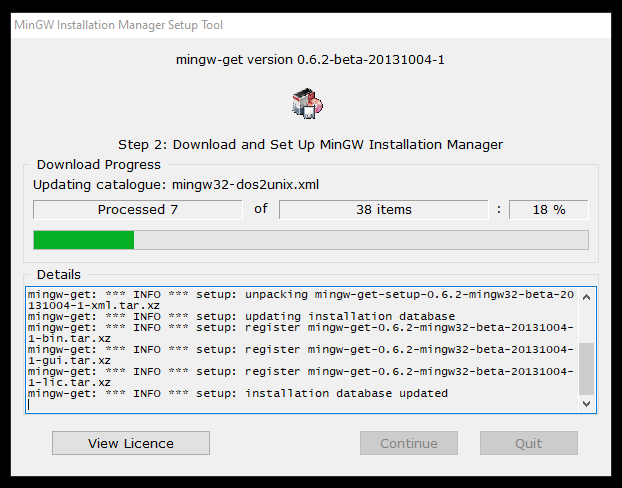 MinGW Installation Manager Setup Tool
mingw-get version 0.6.2-beta-20131004-1
Step 2: Download and Set Up MinGW Installation Manager
Download Progress
Updating catalogue: mingw32-dos2unix.xml
Processed 7 of 38 items : 18 %
Details
mingw-get: *** INFO *** setup: unpacking mingw-get-setup-0.6.2-mingw32-beta-20
131004-1-xml.tar.xz
mingw-get: *** INFO *** setup: updating installation database
mingw-get: *** INFO *** setup: register mingw-get-0.6.2-mingw32-beta-20131004-
1-bin.tar.xz
mingw-get: *** INFO *** setup: register mingw-get-0.6.2-mingw32-beta-20131004-
1-gui.tar.xz
mingw-get: *** INFO *** setup: register mingw-get-0.6.2-mingw32-beta-20131004-
1-lic.tar.xz
mingw-get: *** INFO *** setup: installation database updated
View Licence Continue Quit